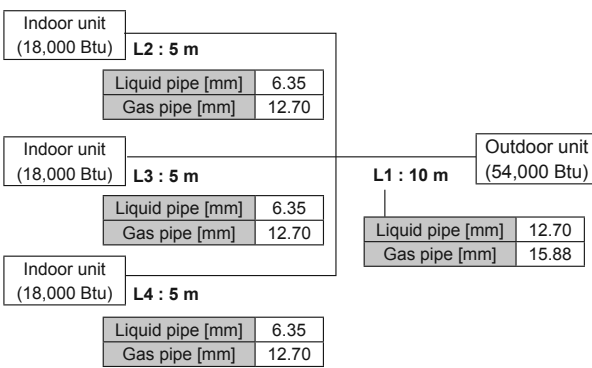 Indoor unit
(18,000 Btu)
L2 : 5 m
Liquid pipe [mm] 6.35
Gas pipe [mm] 12.70
Indoor unit
(18,000 Btu)
L3 : 5 m
Liquid pipe [mm] 6.35
Gas pipe [mm] 12.70
Indoor unit
(18,000 Btu)
L4 : 5 m
Liquid pipe [mm] 6.35
Gas pipe [mm] 12.70
Outdoor unit
(54,000 Btu)
L1 : 10 m
Liquid pipe [mm] 12.70
Gas pipe [mm] 15.88